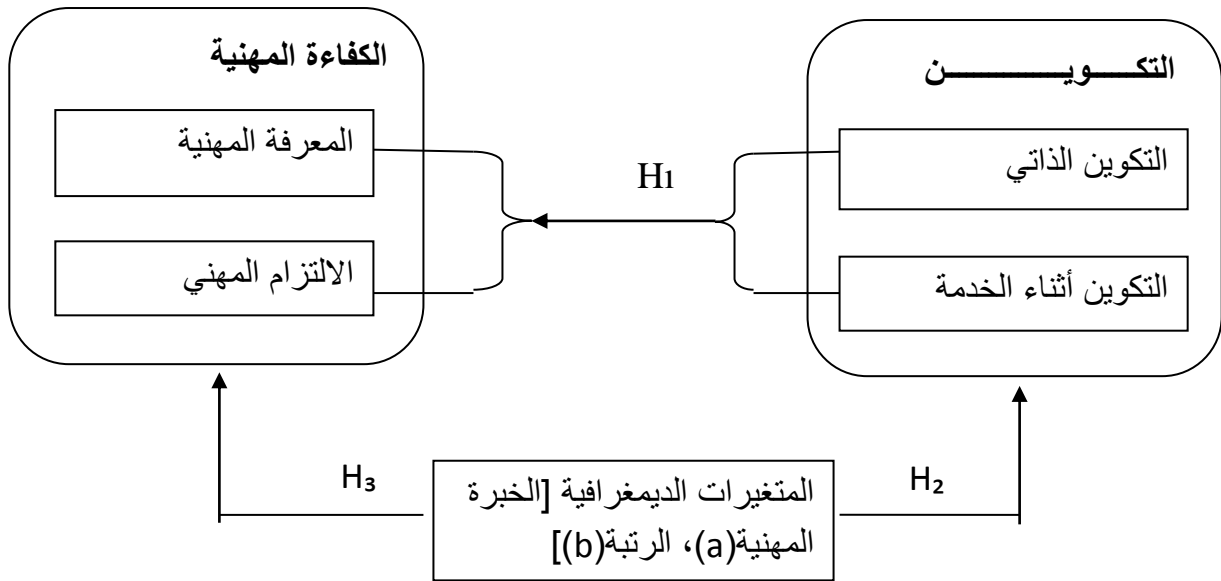 التكـــــويـــــــــــن
التكوين الذاتي
التكوين أثناء الخدمة
H1
الكفاءة المهنية
المعرفة المهنية
الالتزام المهني
H₂
H₃
المتغيرات الديمغرافية [الخبرة
المهنية(a)، الرتبة(b)]